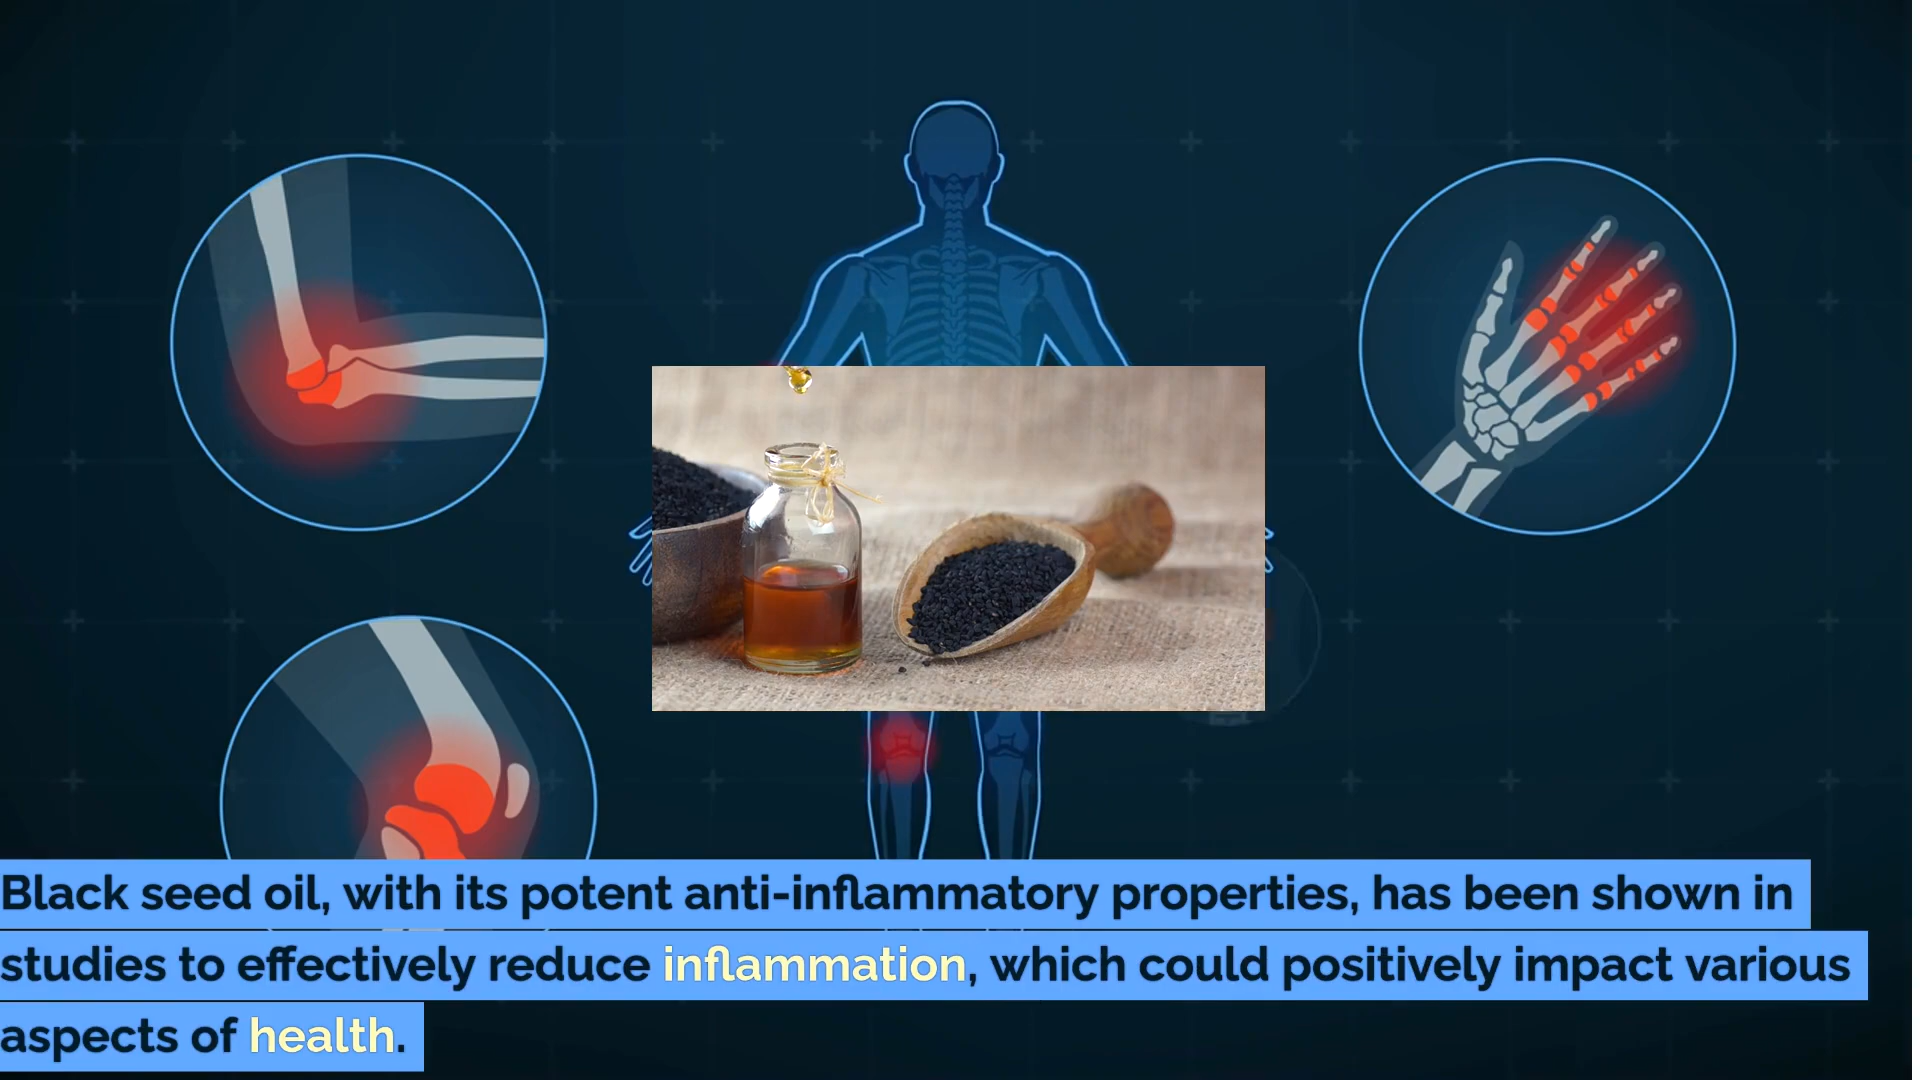 Black seed oil, with its potent anti-inflammatory properties, has been shown in
studies to effectively reduce inflammation, which could positively impact various
aspects of health.